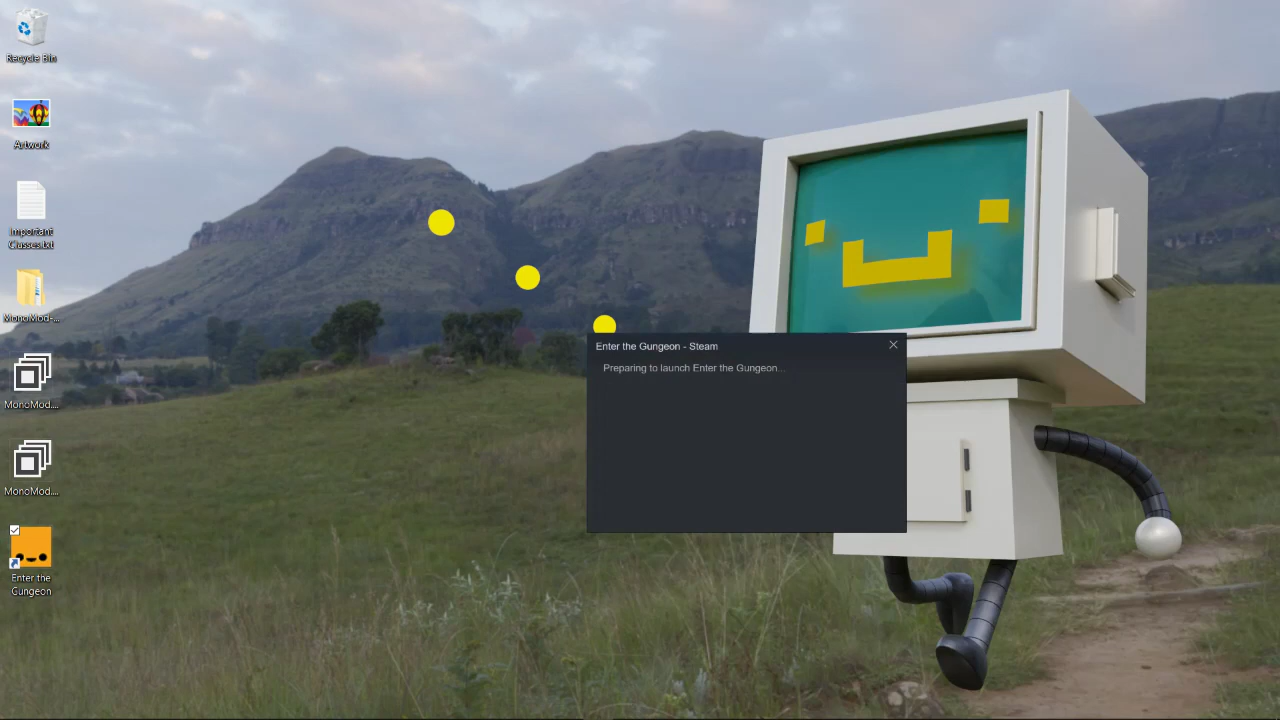 Recycle Bin
Artwork
Important
Classes.txt
MonoMod-...
MonoMod....
MonoMod....
Enter the
Gungeon
Enter the Gungeon - Steam
Preparing to launch Enter the Gungeon...